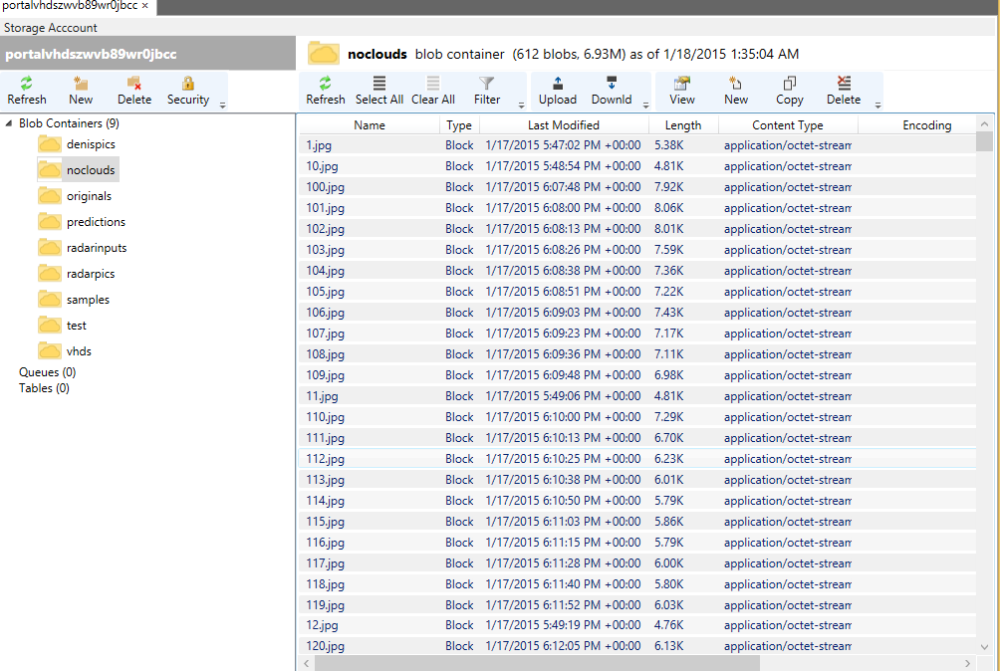 portalvhdszwvb89wr0jbcc ×
Storage Acccount
portalvhdszwvb89wr0jbcc
noclouds blob container (612 blobs, 6.93M) as of 1/18/2015 1:35:04 AM
Refresh New Delete Security
Refresh Select All Clear All Filter Upload Downld View New Copy Delete
Blob Containers (9)
denispics
noclouds
originals
predictions
radarinputs
radarpics
samples
test
vhds
Queues (0)
Tables (0)
Name Type Last Modified Length Content Type Encoding
1.jpg Block 1/17/2015 5:47:02 PM +00:00 5.38K application/octet-stream
10.jpg Block 1/17/2015 5:48:54 PM +00:00 4.81K application/octet-stream
100.jpg Block 1/17/2015 6:07:48 PM +00:00 7.92K application/octet-stream
101.jpg Block 1/17/2015 6:08:00 PM +00:00 8.06K application/octet-stream
102.jpg Block 1/17/2015 6:08:13 PM +00:00 8.01K application/octet-stream
103.jpg Block 1/17/2015 6:08:26 PM +00:00 7.59K application/octet-stream
104.jpg Block 1/17/2015 6:08:38 PM +00:00 7.36K application/octet-stream
105.jpg Block 1/17/2015 6:08:51 PM +00:00 7.22K application/octet-stream
106.jpg Block 1/17/2015 6:09:03 PM +00:00 7.43K application/octet-stream
107.jpg Block 1/17/2015 6:09:23 PM +00:00 7.17K application/octet-stream
108.jpg Block 1/17/2015 6:09:36 PM +00:00 7.11K application/octet-stream
109.jpg Block 1/17/2015 6:09:48 PM +00:00 6.98K application/octet-stream
11.jpg Block 1/17/2015 5:49:06 PM +00:00 4.81K application/octet-stream
110.jpg Block 1/17/2015 6:10:00 PM +00:00 7.29K application/octet-stream
111.jpg Block 1/17/2015 6:10:13 PM +00:00 6.70K application/octet-stream
112.jpg Block 1/17/2015 6:10:25 PM +00:00 6.23K application/octet-stream
113.jpg Block 1/17/2015 6:10:38 PM +00:00 6.01K application/octet-stream
114.jpg Block 1/17/2015 6:10:50 PM +00:00 5.79K application/octet-stream
115.jpg Block 1/17/2015 6:11:03 PM +00:00 5.86K application/octet-stream
116.jpg Block 1/17/2015 6:11:15 PM +00:00 5.79K application/octet-stream
117.jpg Block 1/17/2015 6:11:28 PM +00:00 6.00K application/octet-stream
118.jpg Block 1/17/2015 6:11:40 PM +00:00 5.80K application/octet-stream
119.jpg Block 1/17/2015 6:11:52 PM +00:00 6.03K application/octet-stream
12.jpg Block 1/17/2015 5:49:19 PM +00:00 4.76K application/octet-stream
120.jpg Block 1/17/2015 6:12:05 PM +00:00 6.13K application/octet-stream